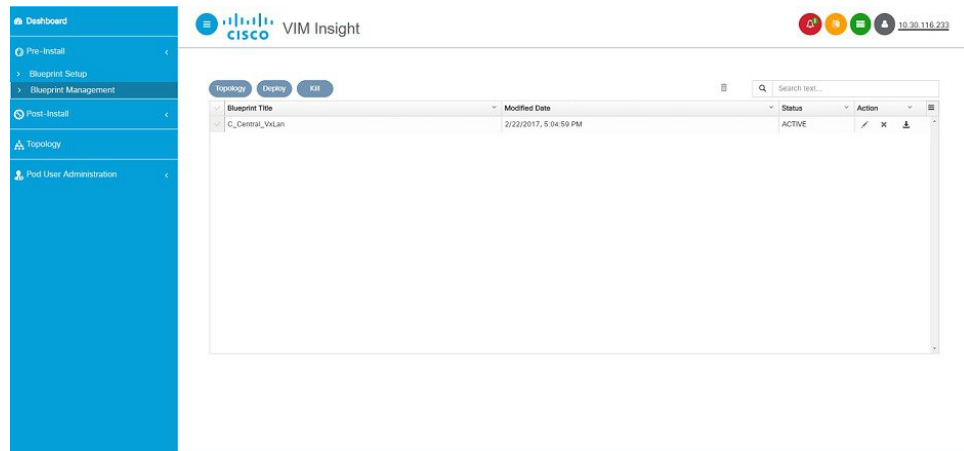 Dashboard
CISCO VIM Insight
10.30.116.233
Pre-Install
Blueprint Setup
Blueprint Management
Post-Install
Topology
Pod User Administration
Topology Deploy Kill
Search text...
Blueprint Title Modified Date Status Action
C_Central_VxLan 2/22/2017, 5:04:59 PM ACTIVE